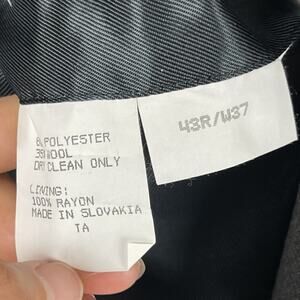 POLYESTER
WOOL
DRY CLEAN ONLY
LINING:
100% RAYON
MADE IN SLOVAKIA
TA
43R/W37